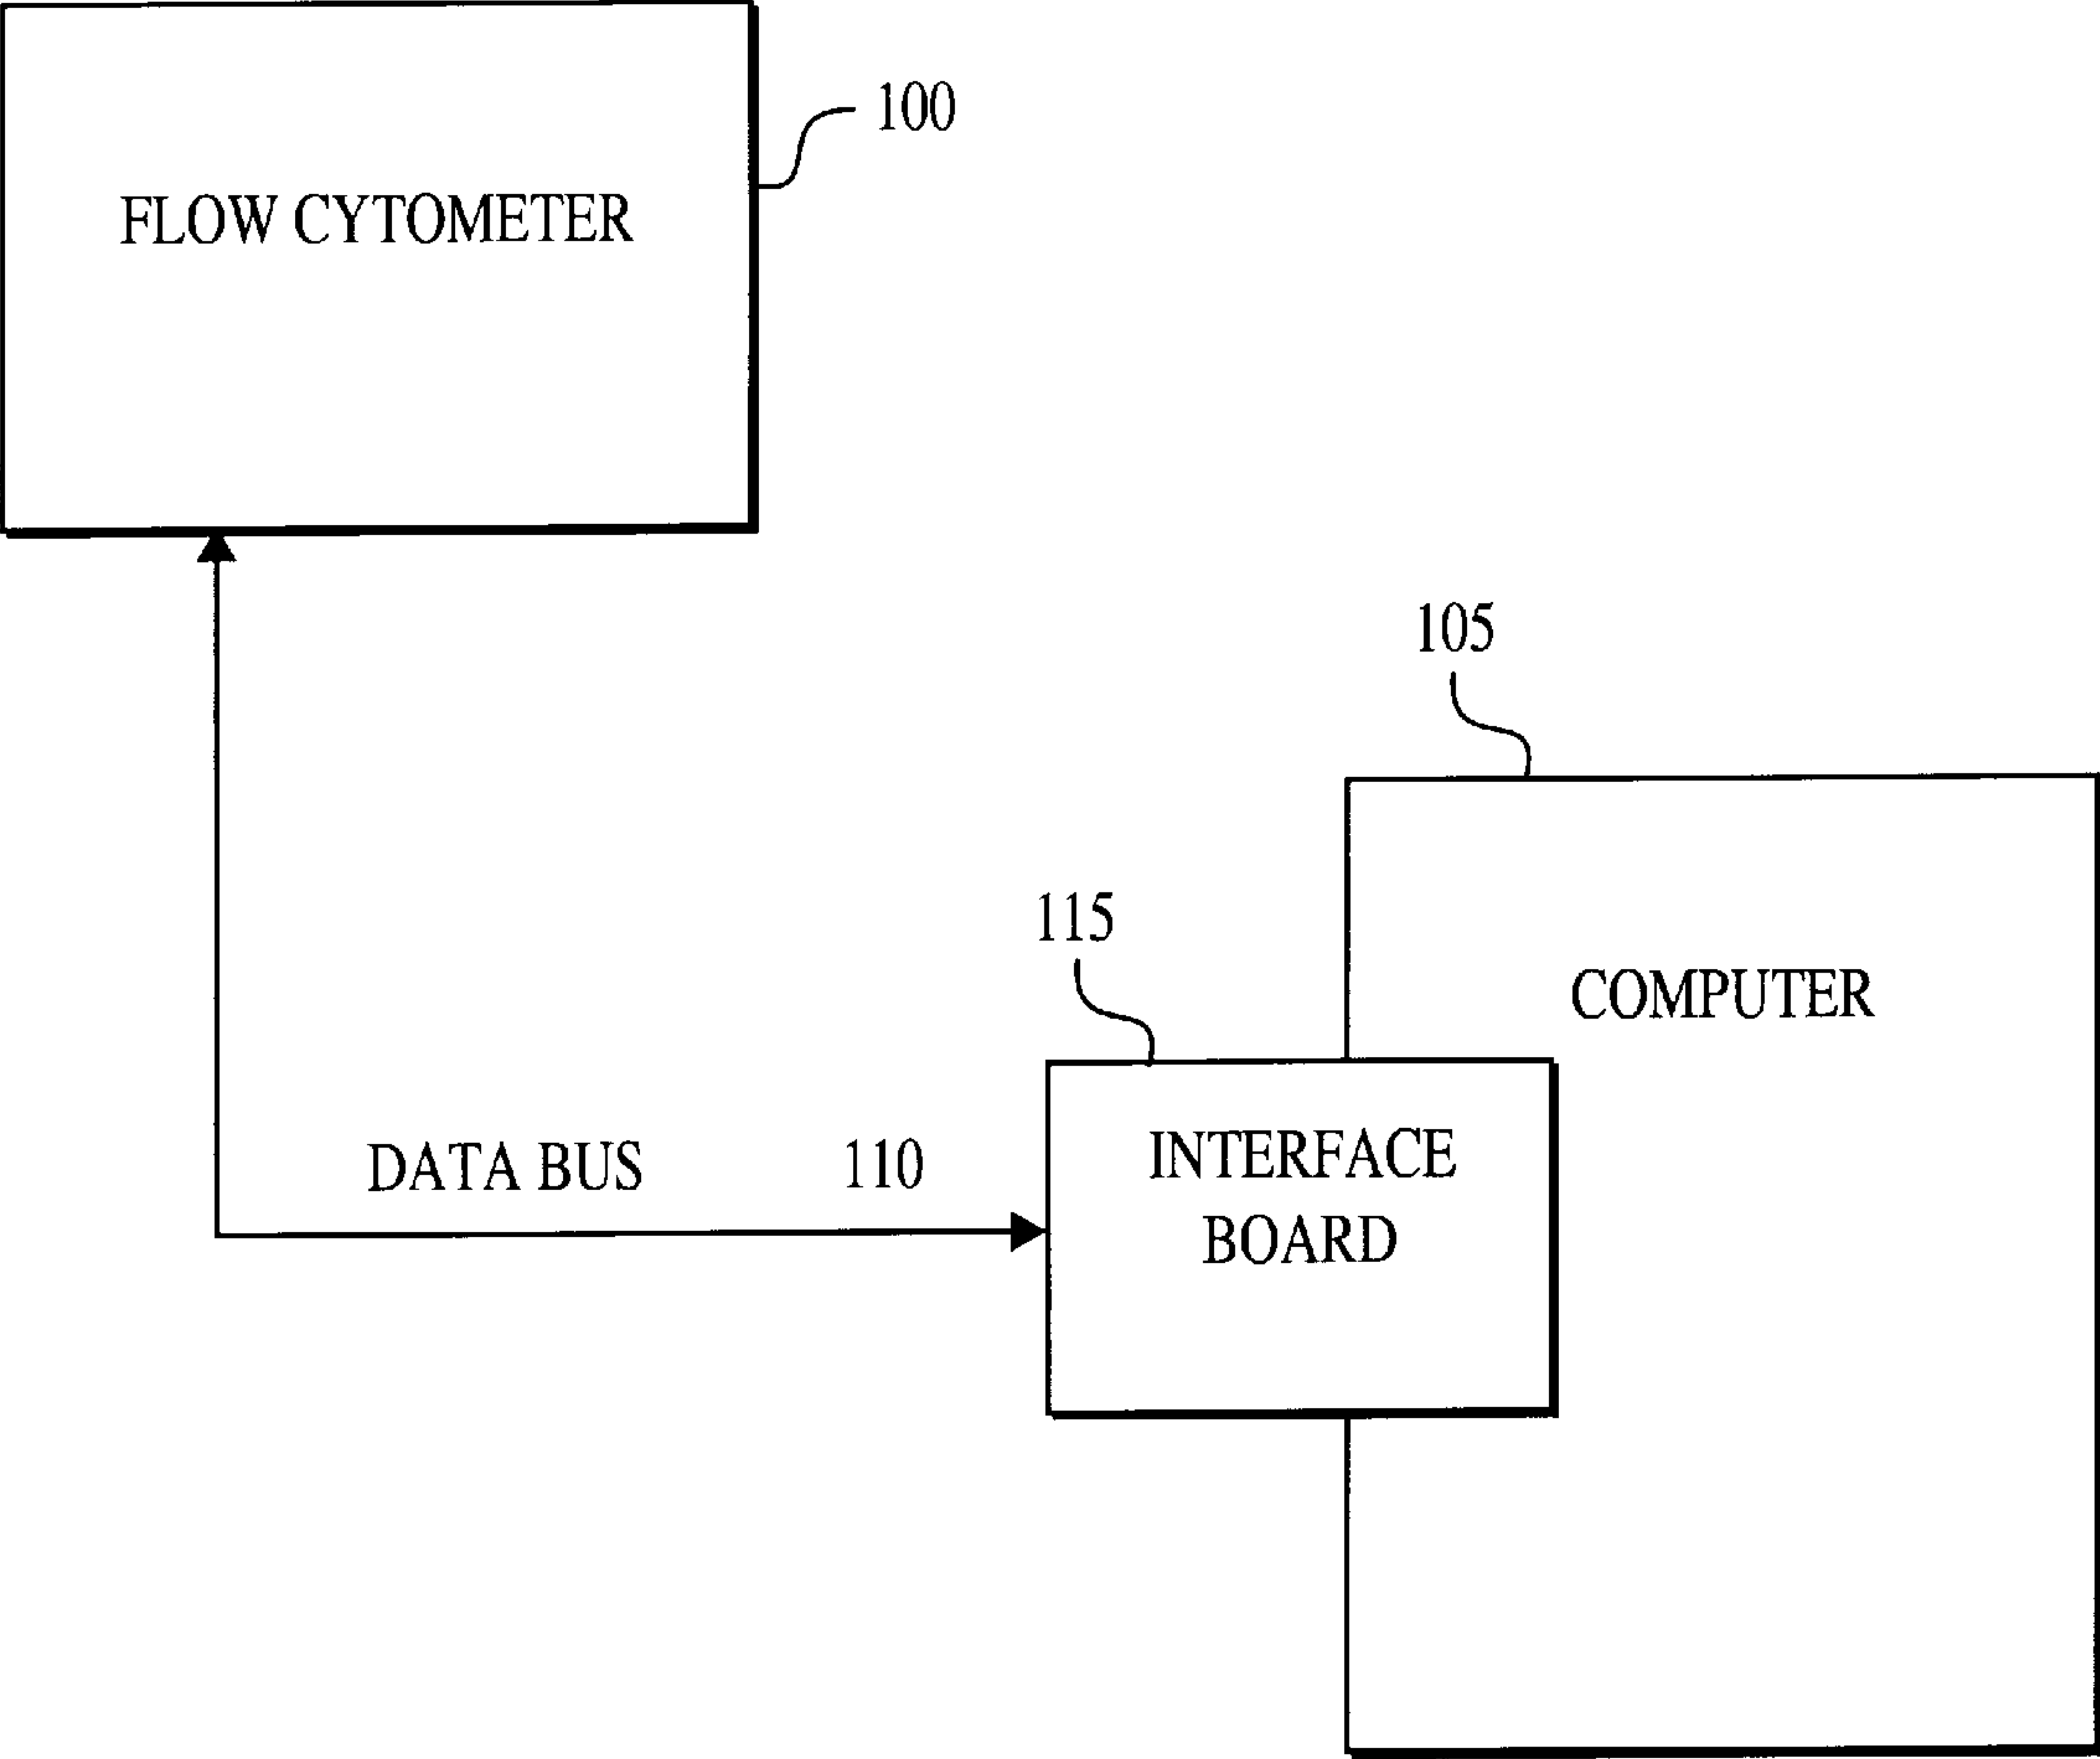 100
FLOW CYTOMETER
105
115
COMPUTER
DATA BUS 110
INTERFACE
BOARD